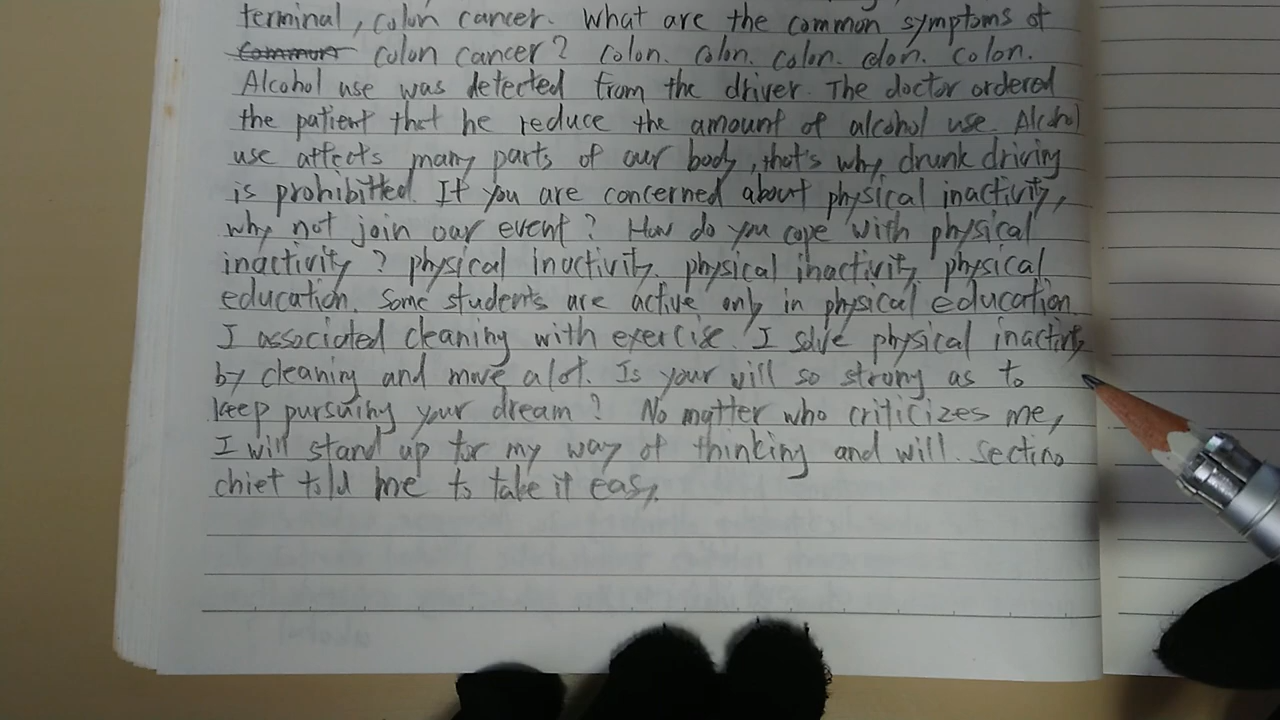 terminal, colon cancer. What are the common symptoms of
common colon cancer? colon. colon. colon. colon. colon.
Alcohol use was detected from the driver. The doctor ordered
the patient that he reduce the amount of alcohol use. Alcohol
use affects many parts of our body, that's why drunk driving
is prohibitted. If you are concerned about physical inactivity,
why not join our event? How do you cope with physical
inactivity? physical inactivity. physical inactivity physical
education. Some students are active only in physical education.
I associated cleaning with exercise. I solve physical inactivity
by cleaning and move alot. Is your will so strong as to
keep pursuing your dream? No matter who criticizes me,
I will stand up for my way of thinking and will. Section
chief told me to take it easy.